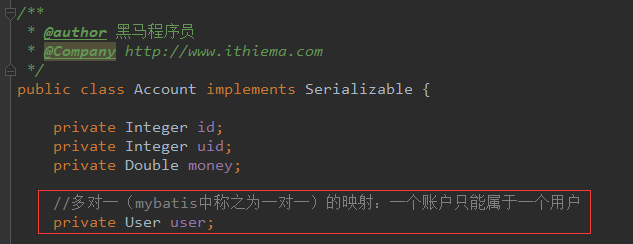 /**
 * @author 黑马程序员
 * @Company http://www.ithiema.com
 */
public class Account implements Serializable {
    private Integer id;
    private Integer uid;
    private Double money;
    //多对一（mybatis中称之为一对一）的映射：一个账户只能属于一个用户
    private User user;